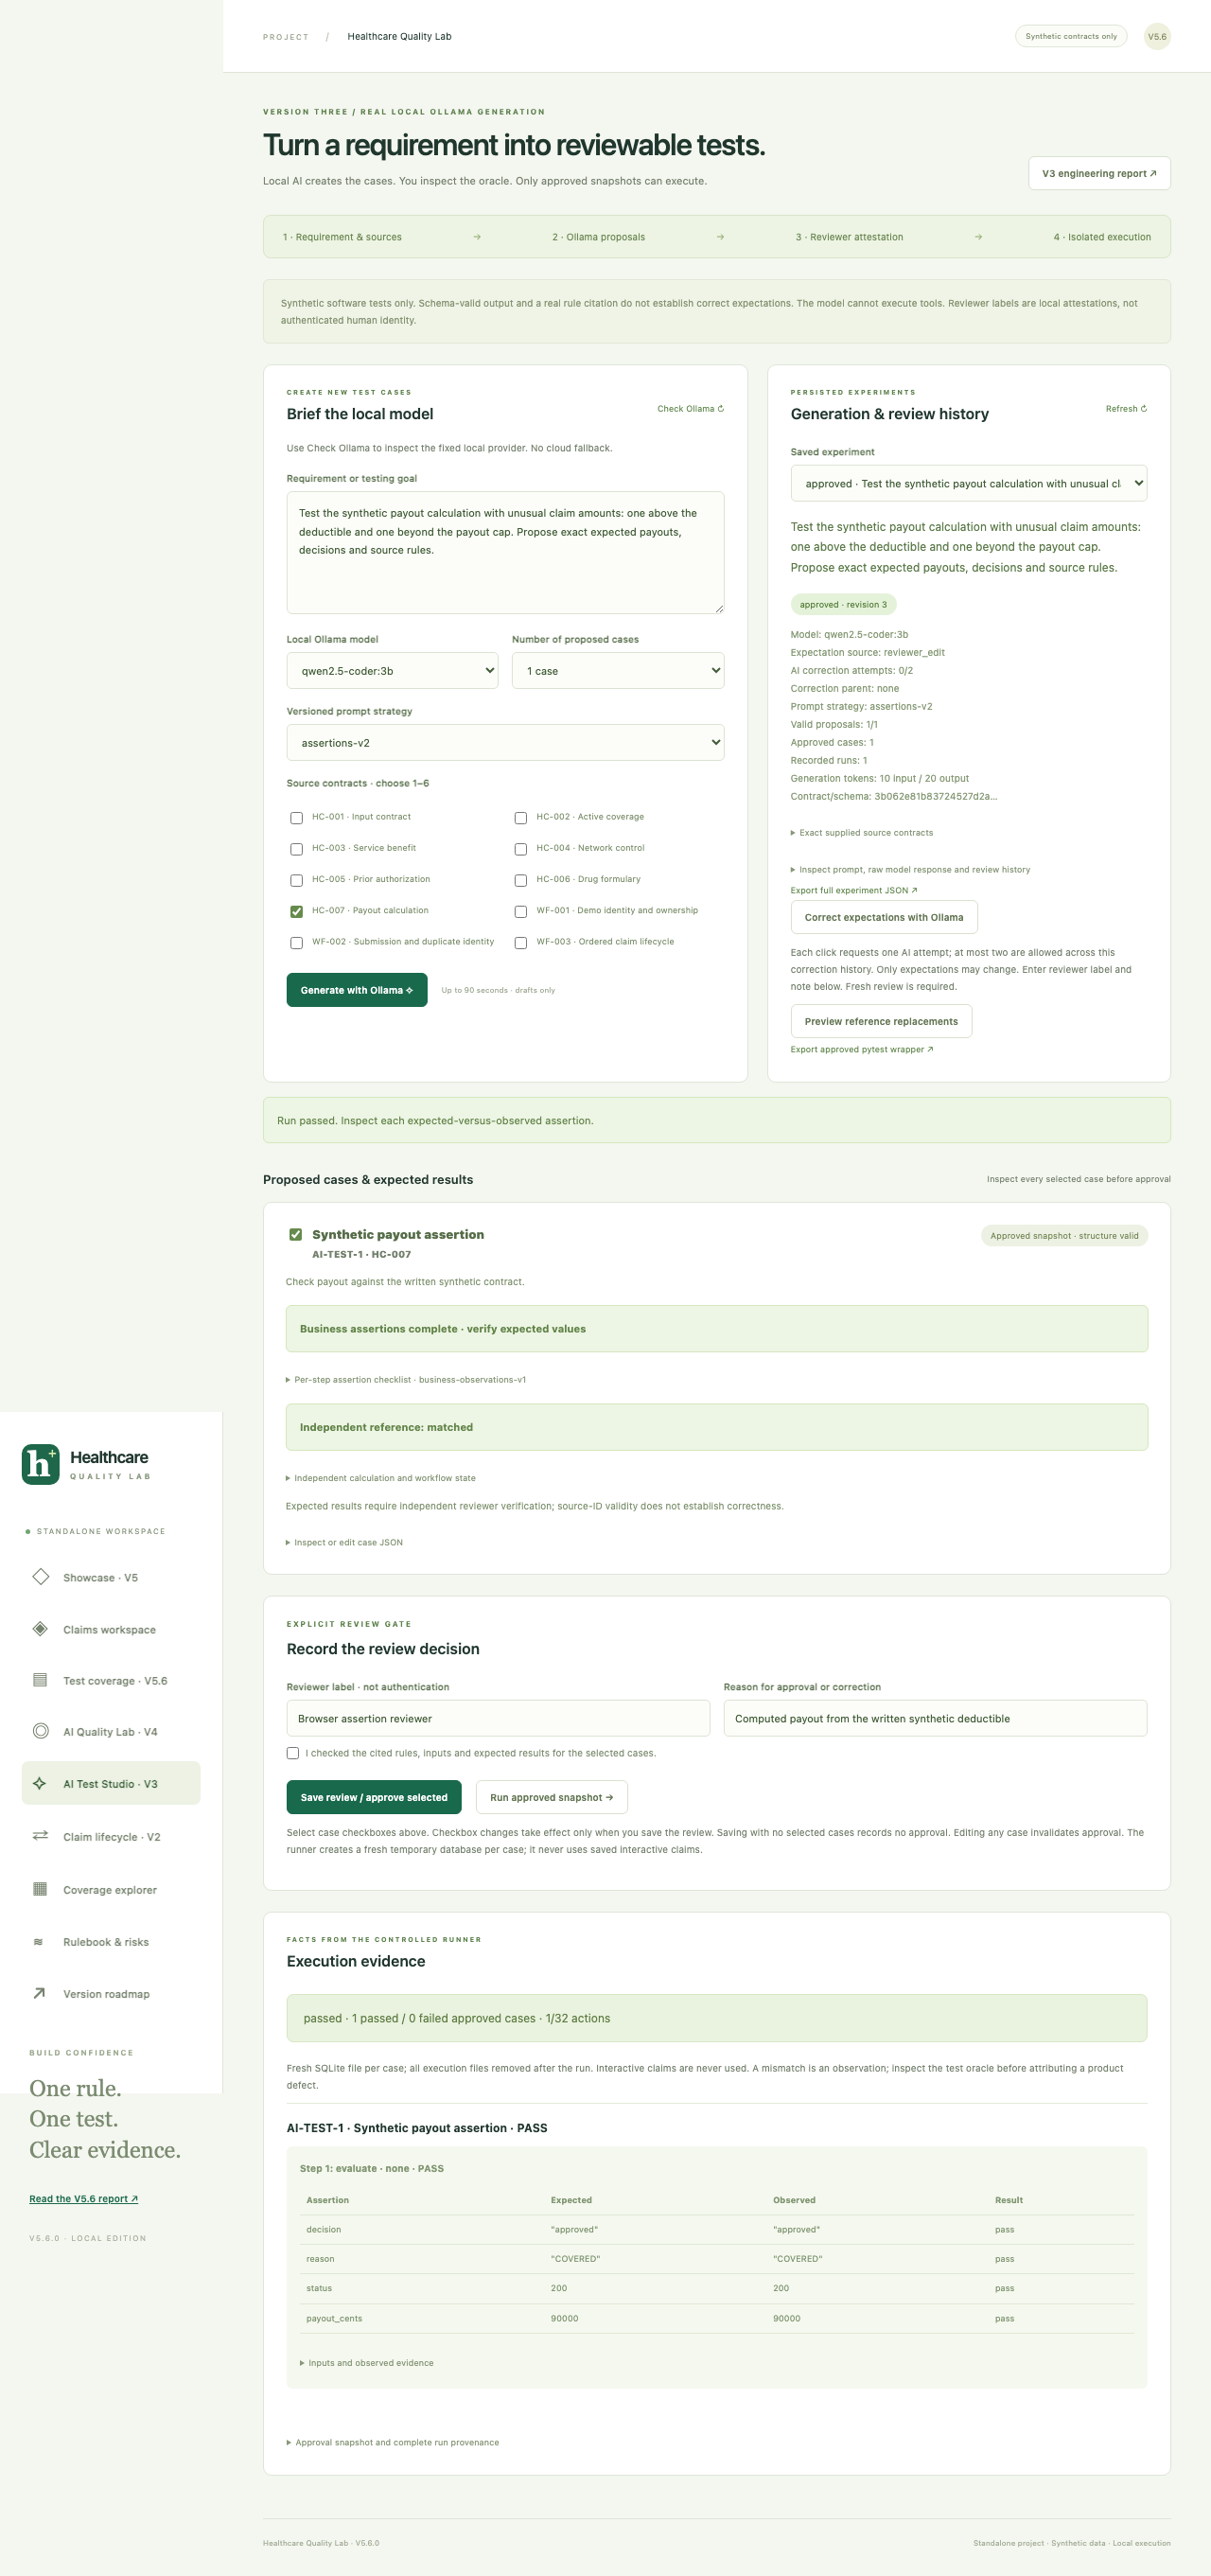 PROJECT / Healthcare Quality Lab
Synthetic contracts only
V5.6
VERSION THREE / REAL LOCAL OLLAMA GENERATION
Turn a requirement into reviewable tests.
Local AI creates the cases. You inspect the oracle. Only approved snapshots can execute.
V3 engineering report ↗
1 · Requirement & sources → 2 · Ollama proposals → 3 · Reviewer attestation → 4 · Isolated execution
Synthetic software tests only. Schema-valid output and a real rule citation do not establish correct expectations. The model cannot execute tools. Reviewer labels are local attestations, not
authenticated human identity.
CREATE NEW TEST CASES
Brief the local model
Check Ollama ↻
Use Check Ollama to inspect the fixed local provider. No cloud fallback.
Requirement or testing goal
Test the synthetic payout calculation with unusual claim amounts: one above the
deductible and one beyond the payout cap. Propose exact expected payouts,
decisions and source rules.
Local Ollama model
qwen2.5-coder:3b
Number of proposed cases
1 case
Versioned prompt strategy
assertions-v2
Source contracts · choose 1–6
HC-001 · Input contract
HC-002 · Active coverage
HC-003 · Service benefit
HC-004 · Network control
HC-005 · Prior authorization
HC-006 · Drug formulary
HC-007 · Payout calculation
WF-001 · Demo identity and ownership
WF-002 · Submission and duplicate identity
WF-003 · Ordered claim lifecycle
Generate with Ollama ✧
Up to 90 seconds · drafts only
PERSISTED EXPERIMENTS
Generation & review history
Refresh ↻
Saved experiment
approved · Test the synthetic payout calculation with unusual cl
Test the synthetic payout calculation with unusual claim amounts:
one above the deductible and one beyond the payout cap.
Propose exact expected payouts, decisions and source rules.
approved · revision 3
Model: qwen2.5-coder:3b
Expectation source: reviewer_edit
AI correction attempts: 0/2
Correction parent: none
Prompt strategy: assertions-v2
Valid proposals: 1/1
Approved cases: 1
Recorded runs: 1
Generation tokens: 10 input / 20 output
Contract/schema: 3b062e81b83724527d2a…
▸ Exact supplied source contracts
▸ Inspect prompt, raw model response and review history
Export full experiment JSON ↗
Correct expectations with Ollama
Each click requests one AI attempt; at most two are allowed across this
correction history. Only expectations may change. Enter reviewer label and
note below. Fresh review is required.
Preview reference replacements
Export approved pytest wrapper ↗
Run passed. Inspect each expected-versus-observed assertion.
Proposed cases & expected results
Inspect every selected case before approval
Synthetic payout assertion
AI-TEST-1 · HC-007
Approved snapshot · structure valid
Check payout against the written synthetic contract.
Business assertions complete · verify expected values
▸ Per-step assertion checklist · business-observations-v1
Independent reference: matched
▸ Independent calculation and workflow state
Expected results require independent reviewer verification; source-ID validity does not establish correctness.
▸ Inspect or edit case JSON
EXPLICIT REVIEW GATE
Record the review decision
Reviewer label · not authentication
Browser assertion reviewer
Reason for approval or correction
Computed payout from the written synthetic deductible
I checked the cited rules, inputs and expected results for the selected cases.
Save review / approve selected
Run approved snapshot →
Select case checkboxes above. Checkbox changes take effect only when you save the review. Saving with no selected cases records no approval. Editing any case invalidates approval. The
runner creates a fresh temporary database per case; it never uses saved interactive claims.
FACTS FROM THE CONTROLLED RUNNER
Execution evidence
passed · 1 passed / 0 failed approved cases · 1/32 actions
Fresh SQLite file per case; all execution files removed after the run. Interactive claims are never used. A mismatch is an observation; inspect the test oracle before attributing a product
defect.
AI-TEST-1 · Synthetic payout assertion · PASS
Step 1: evaluate · none · PASS
Assertion Expected Observed Result
decision "approved" "approved" pass
reason "COVERED" "COVERED" pass
status 200 200 pass
payout_cents 90000 90000 pass
▸ Inputs and observed evidence
▸ Approval snapshot and complete run provenance
Healthcare Quality Lab · V5.6.0
Standalone project · Synthetic data · Local execution
h+
Healthcare
QUALITY LAB
STANDALONE WORKSPACE
Showcase · V5
Claims workspace
Test coverage · V5.6
AI Quality Lab · V4
AI Test Studio · V3
Claim lifecycle · V2
Coverage explorer
Rulebook & risks
Version roadmap
BUILD CONFIDENCE
One rule.
One test.
Clear evidence.
Read the V5.6 report ↗
V5.6.0 · LOCAL EDITION